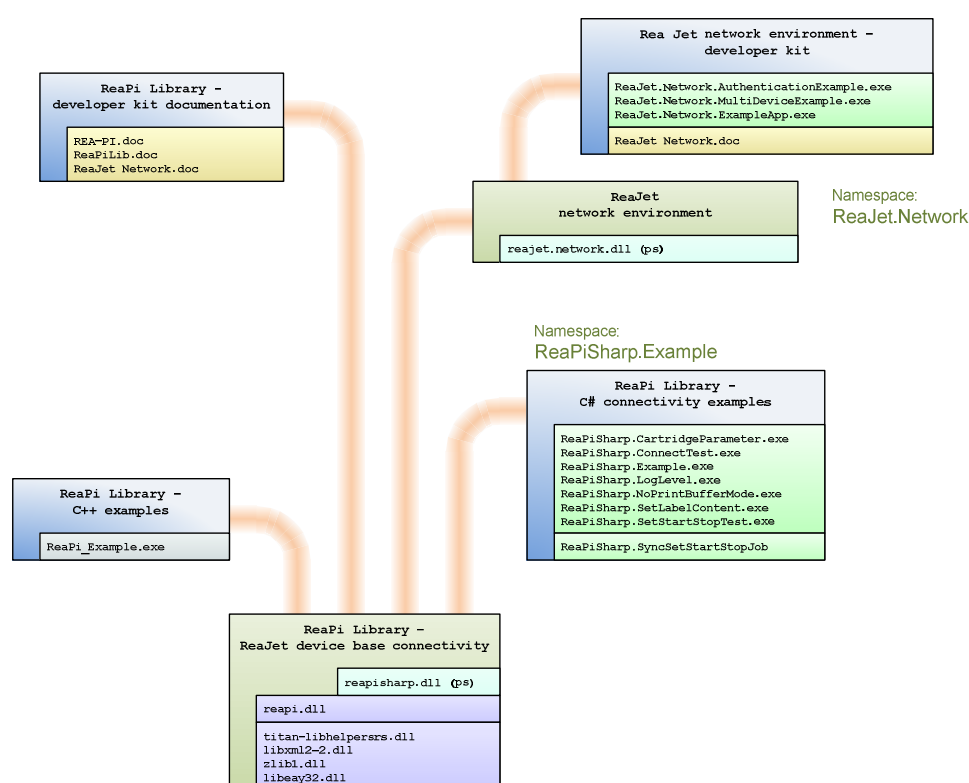 Rea Jet network environment –
developer kit
ReaJet.Network.AuthenticationExample.exe
ReaJet.Network.MultiDeviceExample.exe
ReaJet.Network.ExampleApp.exe
ReaJet Network.doc
ReaPi Library –
developer kit documentation
REA-PI.doc
ReaPiLib.doc
ReaJet Network.doc
ReaJet
network environment
reajet.network.dll (ps)
Namespace:
ReaJet.Network
Namespace:
ReaPiSharp.Example
ReaPi Library –
C# connectivity examples
ReaPiSharp.CartridgeParameter.exe
ReaPiSharp.ConnectTest.exe
ReaPiSharp.Example.exe
ReaPiSharp.LogLevel.exe
ReaPiSharp.NoPrintBufferMode.exe
ReaPiSharp.SetLabelContent.exe
ReaPiSharp.SetStartStopTest.exe
ReaPiSharp.SyncSetStartStopJob
ReaPi Library –
C++ examples
ReaPi_Example.exe
ReaPi Library –
ReaJet device base connectivity
reapisharp.dll (ps)
reapi.dll
titan-libhelpersrs.dll
libxml2-2.dll
zlib1.dll
libeay32.dll